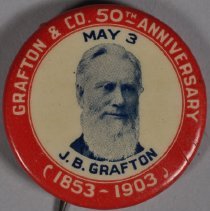 GRAFTON & CO. 50TH ANNIVERSARY
MAY 3
J. B. GRAFTON
(1853~1903)